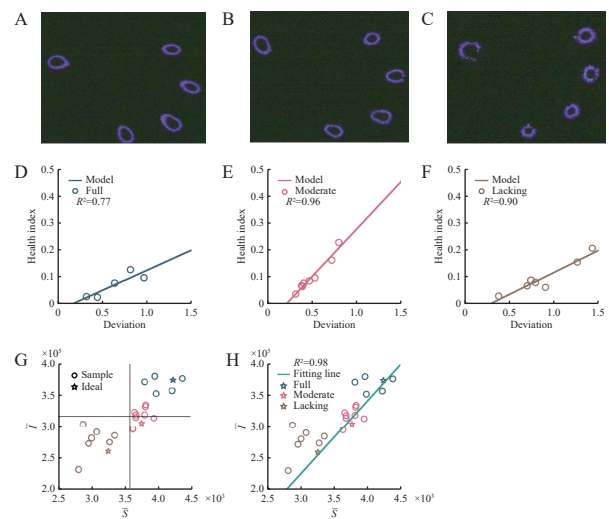 A
B
C
D
E
F
0.5
0.4
0.3
0.2
0.1
0
Health index
Model
Full
R²=0.77
0
0.5
1.0
1.5
Deviation
0.5
0.4
0.3
0.2
0.1
0
Health index
Model
Moderate
R²=0.96
0
0.5
1.0
1.5
Deviation
0.5
0.4
0.3
0.2
0.1
0
Health index
Model
Lacking
R²=0.90
0
0.5
1.0
1.5
Deviation
G
×10⁵
4.0
3.5
3.0
2.5
2.0
I̅
Sample
Ideal
2.5
3.0
3.5
4.0
4.5
×10³
S̅
H
×10⁵
4.0
3.5
3.0
2.5
2.0
I̅
R²=0.98
Fitting line
Full
Moderate
Lacking
2.5
3.0
3.5
4.0
4.5
×10³
S̅